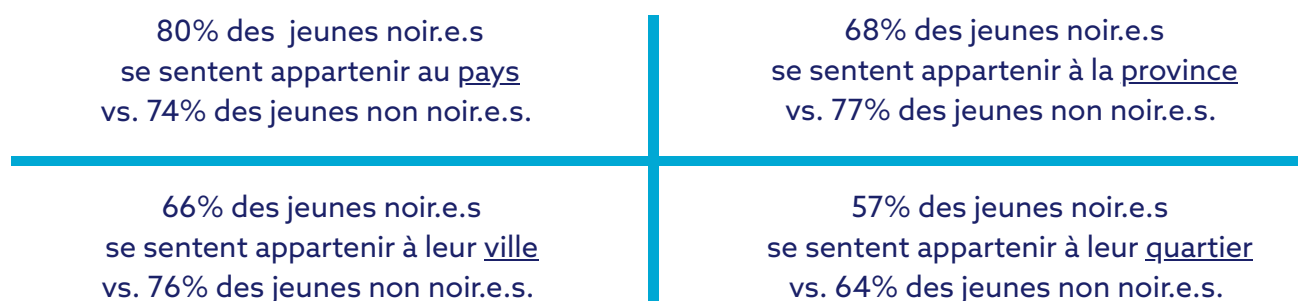 80% des jeunes noir.e.s
se sentent appartenir au pays
vs. 74% des jeunes non noir.e.s.
68% des jeunes noir.e.s
se sentent appartenir à la province
vs. 77% des jeunes non noir.e.s.
66% des jeunes noir.e.s
se sentent appartenir à leur ville
vs. 76% des jeunes non noir.e.s.
57% des jeunes noir.e.s
se sentent appartenir à leur quartier
vs. 64% des jeunes non noir.e.s.